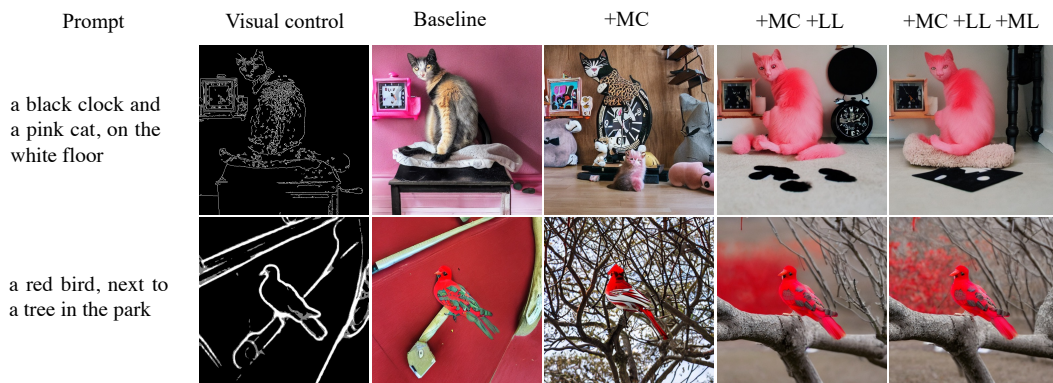 Prompt Visual control Baseline +MC +MC +LL +MC +LL +ML
a black clock and
a pink cat, on the
white floor
a red bird, next to
a tree in the park